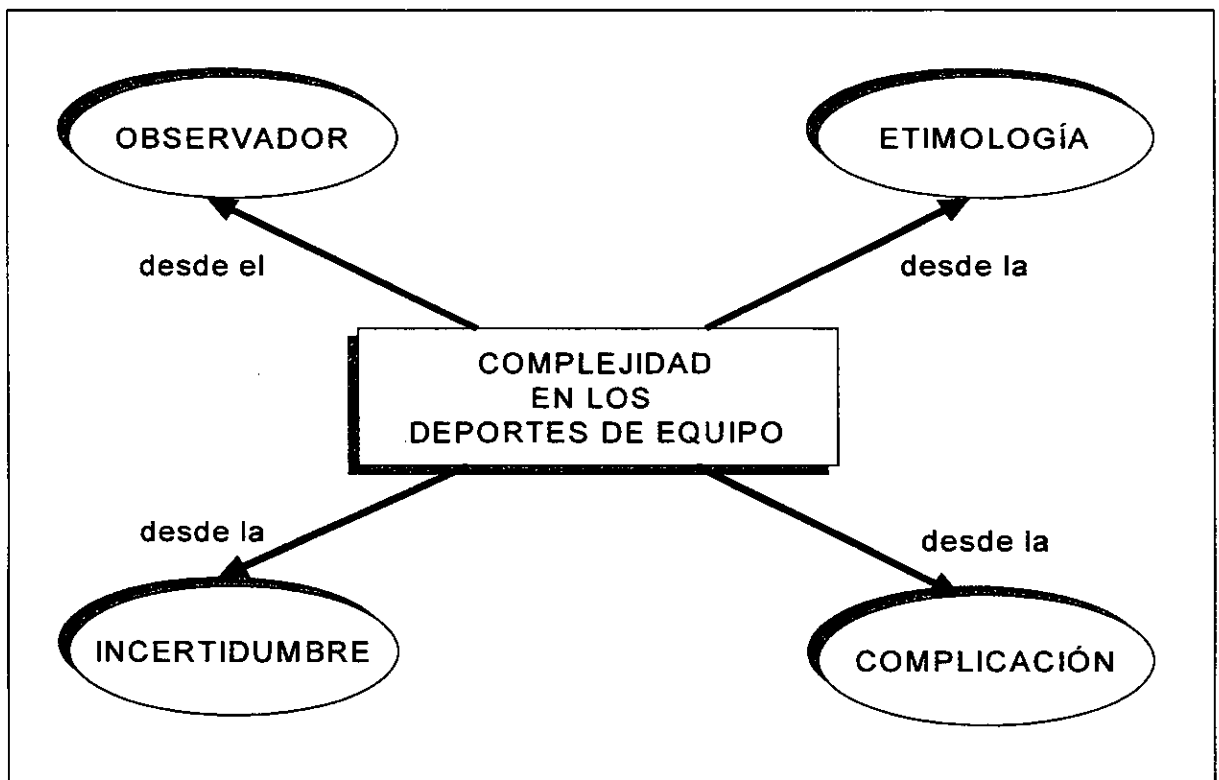 OBSERVADOR
ETIMOLOGÍA
desde el
desde la
COMPLEJIDAD
EN LOS
DEPORTES DE EQUIPO
desde la
desde la
INCERTIDUMBRE
COMPLICACIÓN